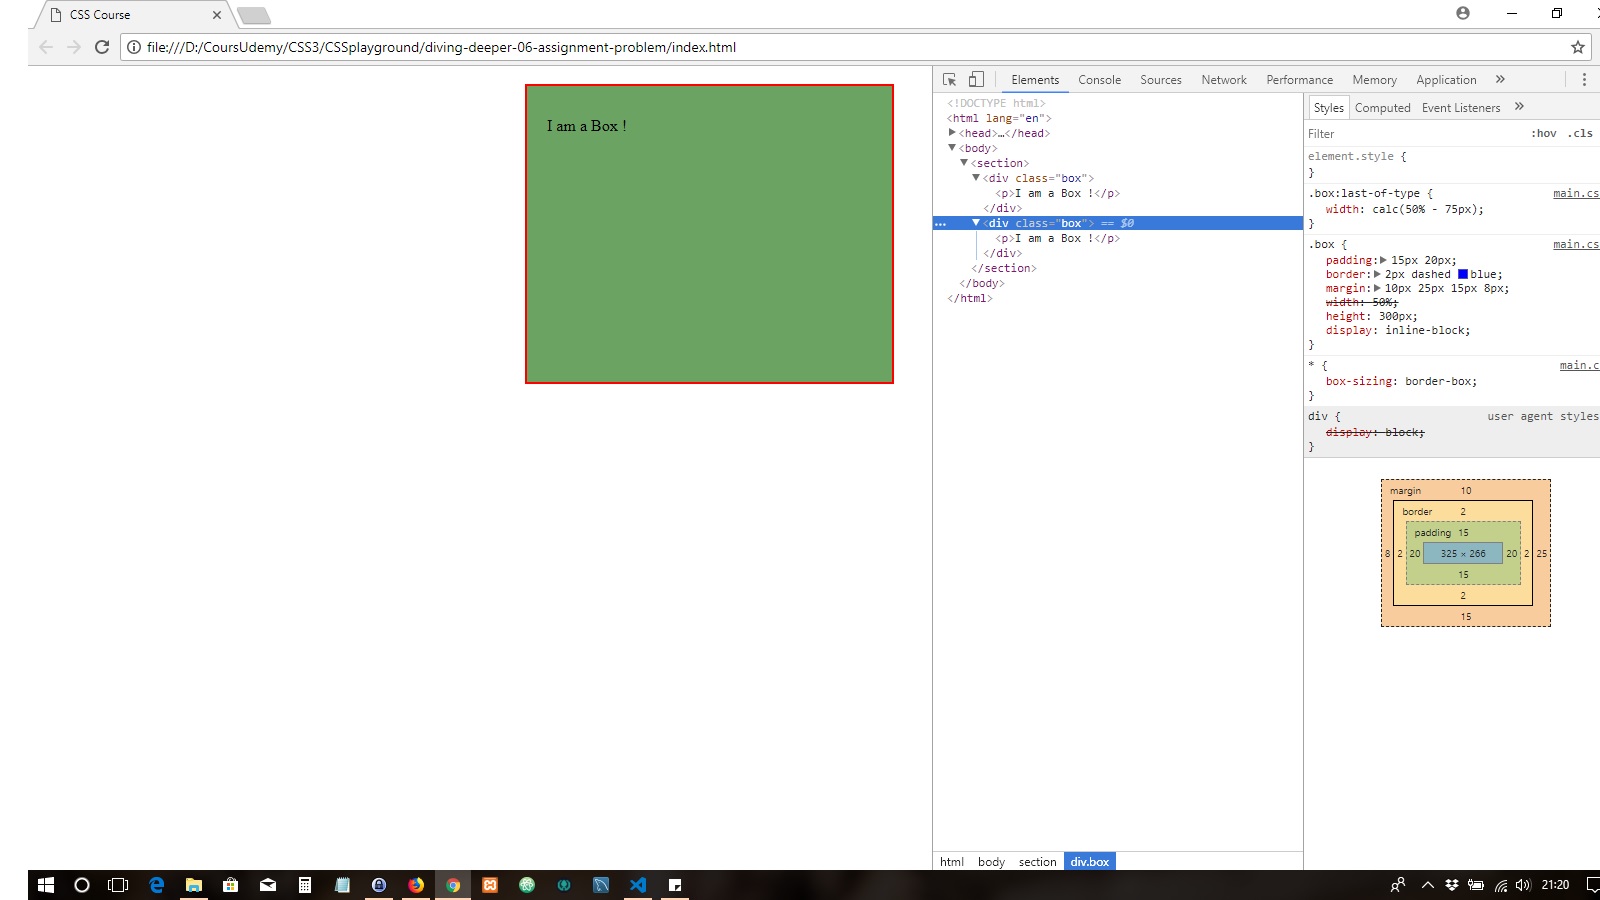 CSS Course
file:///D:/CoursUdemy/CSS3/CSSplayground/diving-deeper-06-assignment-problem/index.html
I am a Box !
Elements Console Sources Network Performance Memory Application »
<!DOCTYPE html>
<html lang="en">
<head>…</head>
<body>
<section>
<div class="box">
<p>I am a Box !</p>
</div>
<div class="box"> == $0
<p>I am a Box !</p>
</div>
</section>
</body>
</html>
html body section div.box
Styles Computed Event Listeners »
Filter :hov .cls
element.style {
}
.box:last-of-type { main.cs
width: calc(50% - 75px);
}
.box { main.cs
padding: 15px 20px;
border: 2px dashed blue;
margin: 10px 25px 15px 8px;
width: 50%;
height: 300px;
display: inline-block;
}
* { main.c
box-sizing: border-box;
}
div { user agent styles
display: block;
}
margin 10
border 2
padding 15
8 2 20 325 × 266 20 2 25
15
2
15
21:20